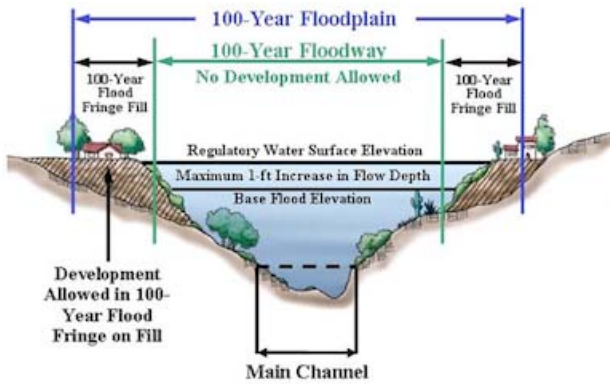 100-Year Floodplain
100-Year Floodway
No Development Allowed
100-Year
Flood
Fringe Fill
100-Year
Flood
Fringe Fill
Regulatory Water Surface Elevation
Maximum 1-ft Increase in Flow Depth
Base Flood Elevation
Development
Allowed in 100-
Year Flood
Fringe on Fill
Main Channel